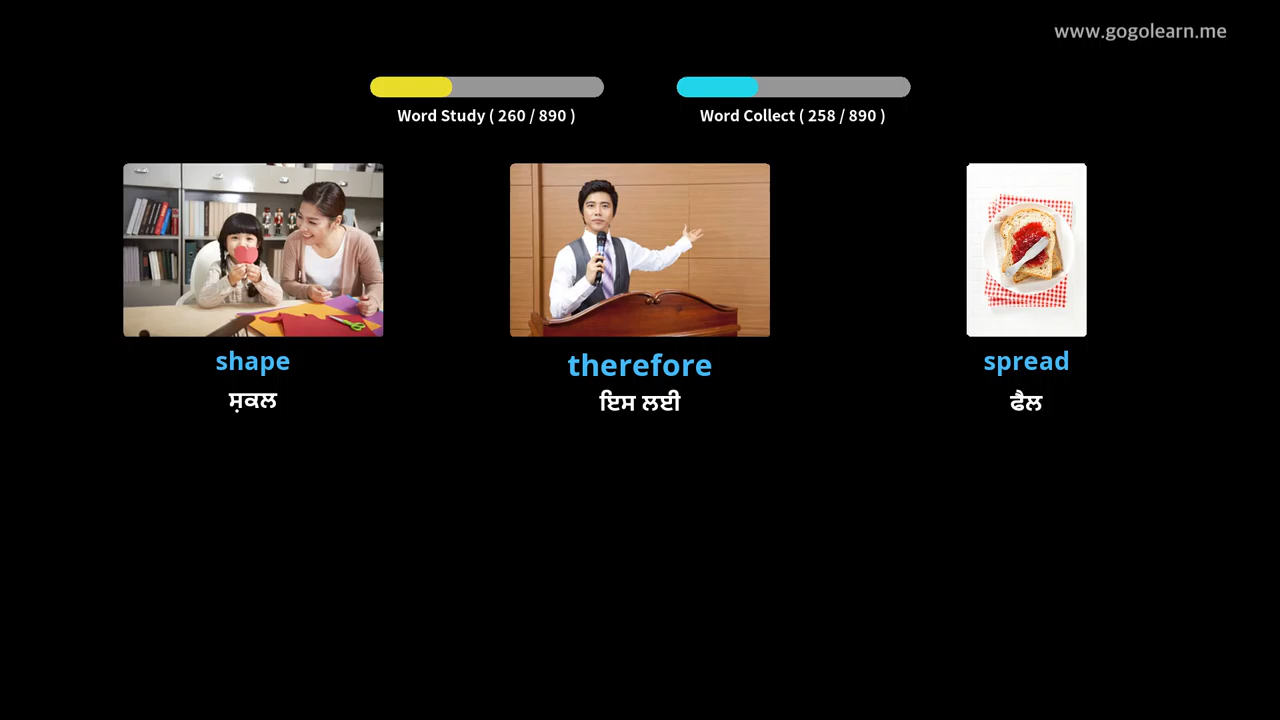 www.gogolearn.me
Word Study ( 260 / 890 )
Word Collect ( 258 / 890 )
shape
ਸ਼ਕਲ
therefore
ਇਸ ਲਈ
spread
ਫੈਲ